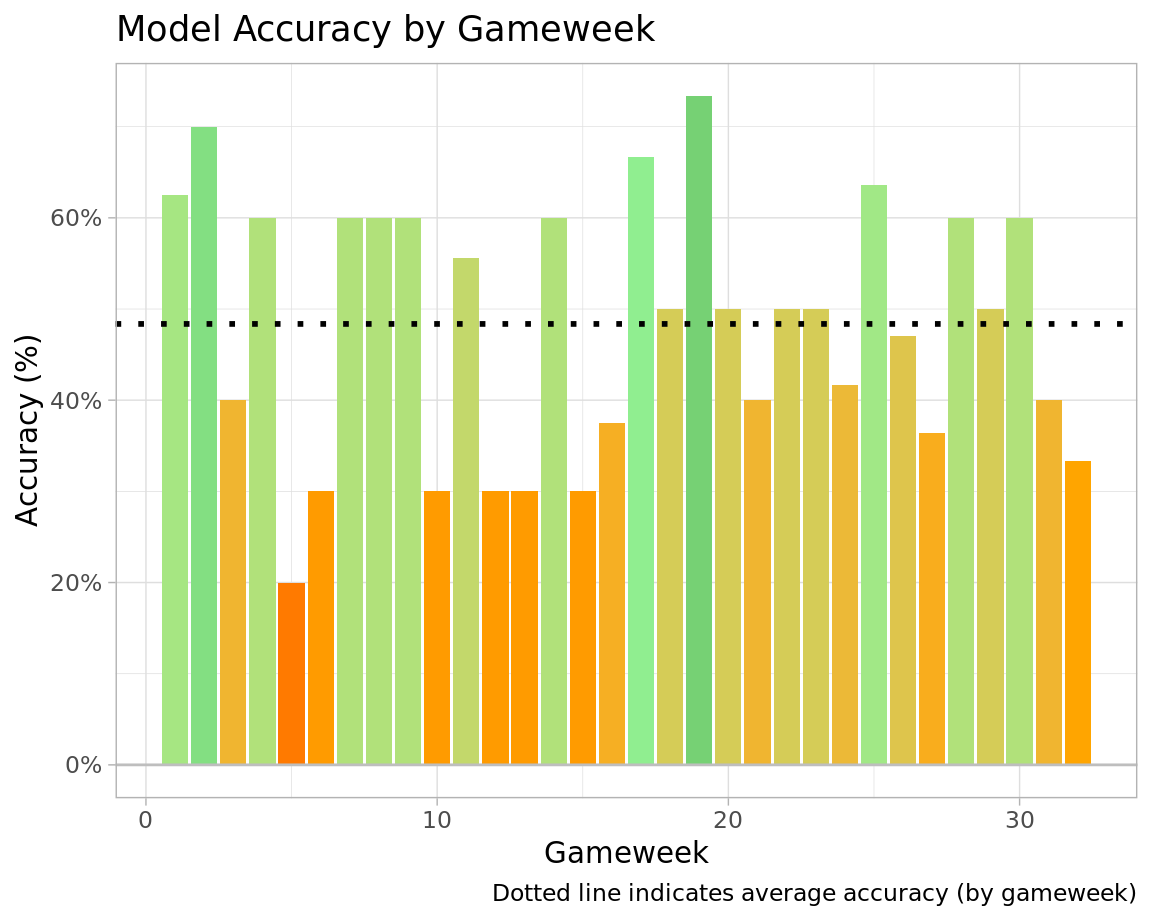 Model Accuracy by Gameweek
Accuracy (%)
60%
40%
20%
0%
0 10 20 30
Gameweek
Dotted line indicates average accuracy (by gameweek)